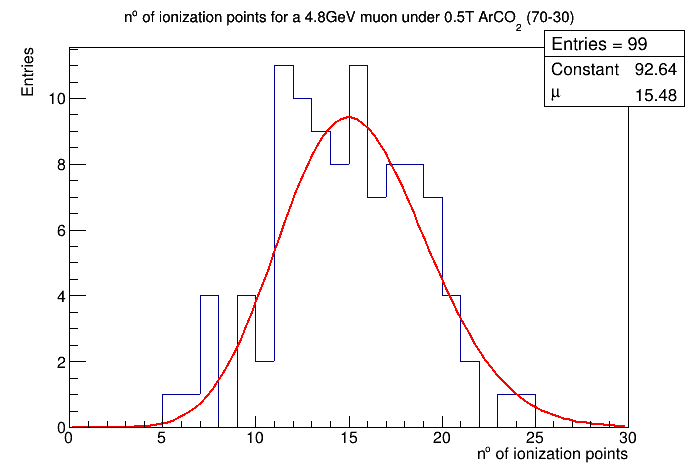 nº of ionization points for a 4.8GeV muon under 0.5T ArCO2 (70-30)
Entries = 99
Constant 92.64
μ 15.48
Entries
10
8
6
4
2
0
0 5 10 15 20 25 30
nº of ionization points